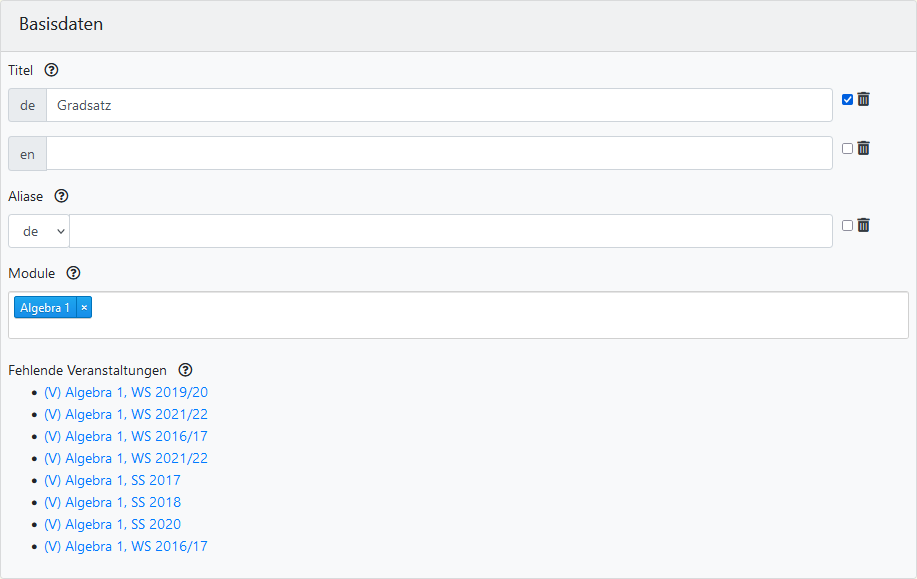 Basisdaten
Titel
de Gradsatz
en
Aliase
de
Module
Algebra 1 ×
Fehlende Veranstaltungen
(V) Algebra 1, WS 2019/20
(V) Algebra 1, WS 2021/22
(V) Algebra 1, WS 2016/17
(V) Algebra 1, WS 2021/22
(V) Algebra 1, SS 2017
(V) Algebra 1, SS 2018
(V) Algebra 1, SS 2020
(V) Algebra 1, WS 2016/17